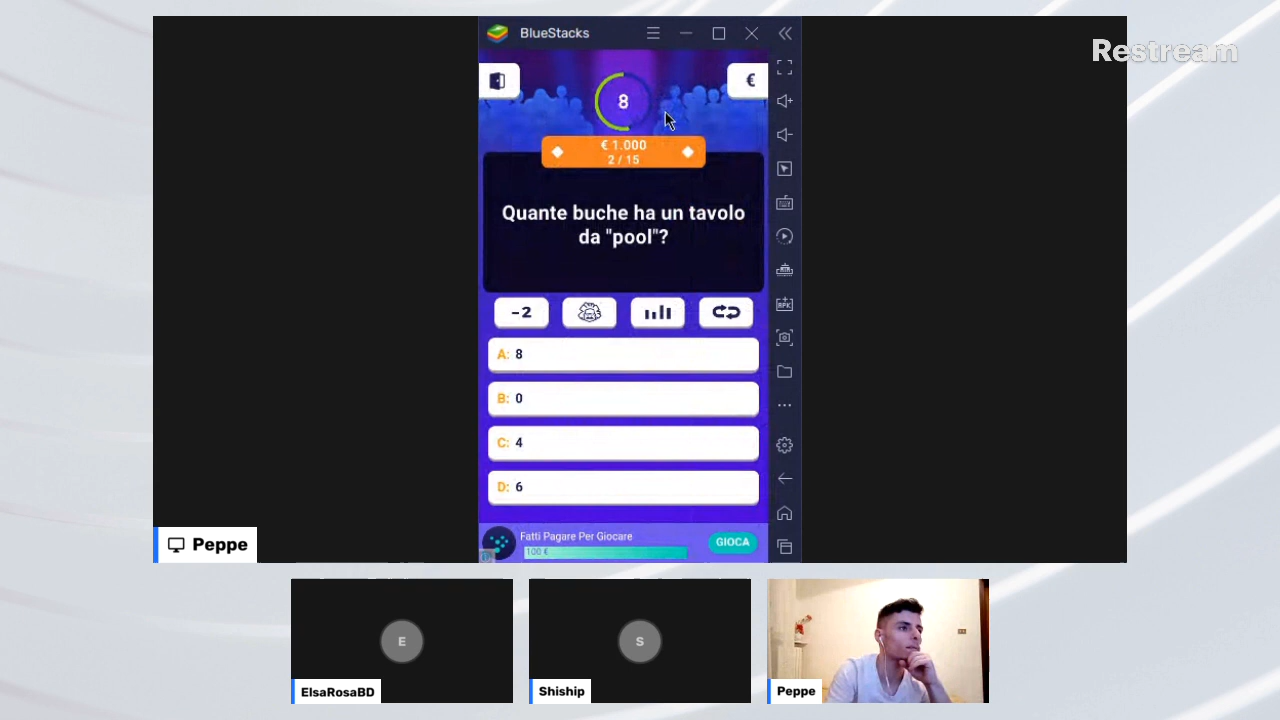 BlueStacks
Restream
8
€
€ 1.000
2 / 15
Quante buche ha un tavolo
da "pool"?
-2
A: 8
B: 0
C: 4
D: 6
Fatti Pagare Per Giocare
100 €
GIOCA
Peppe
E
ElsaRosaBD
S
Shiship
Peppe